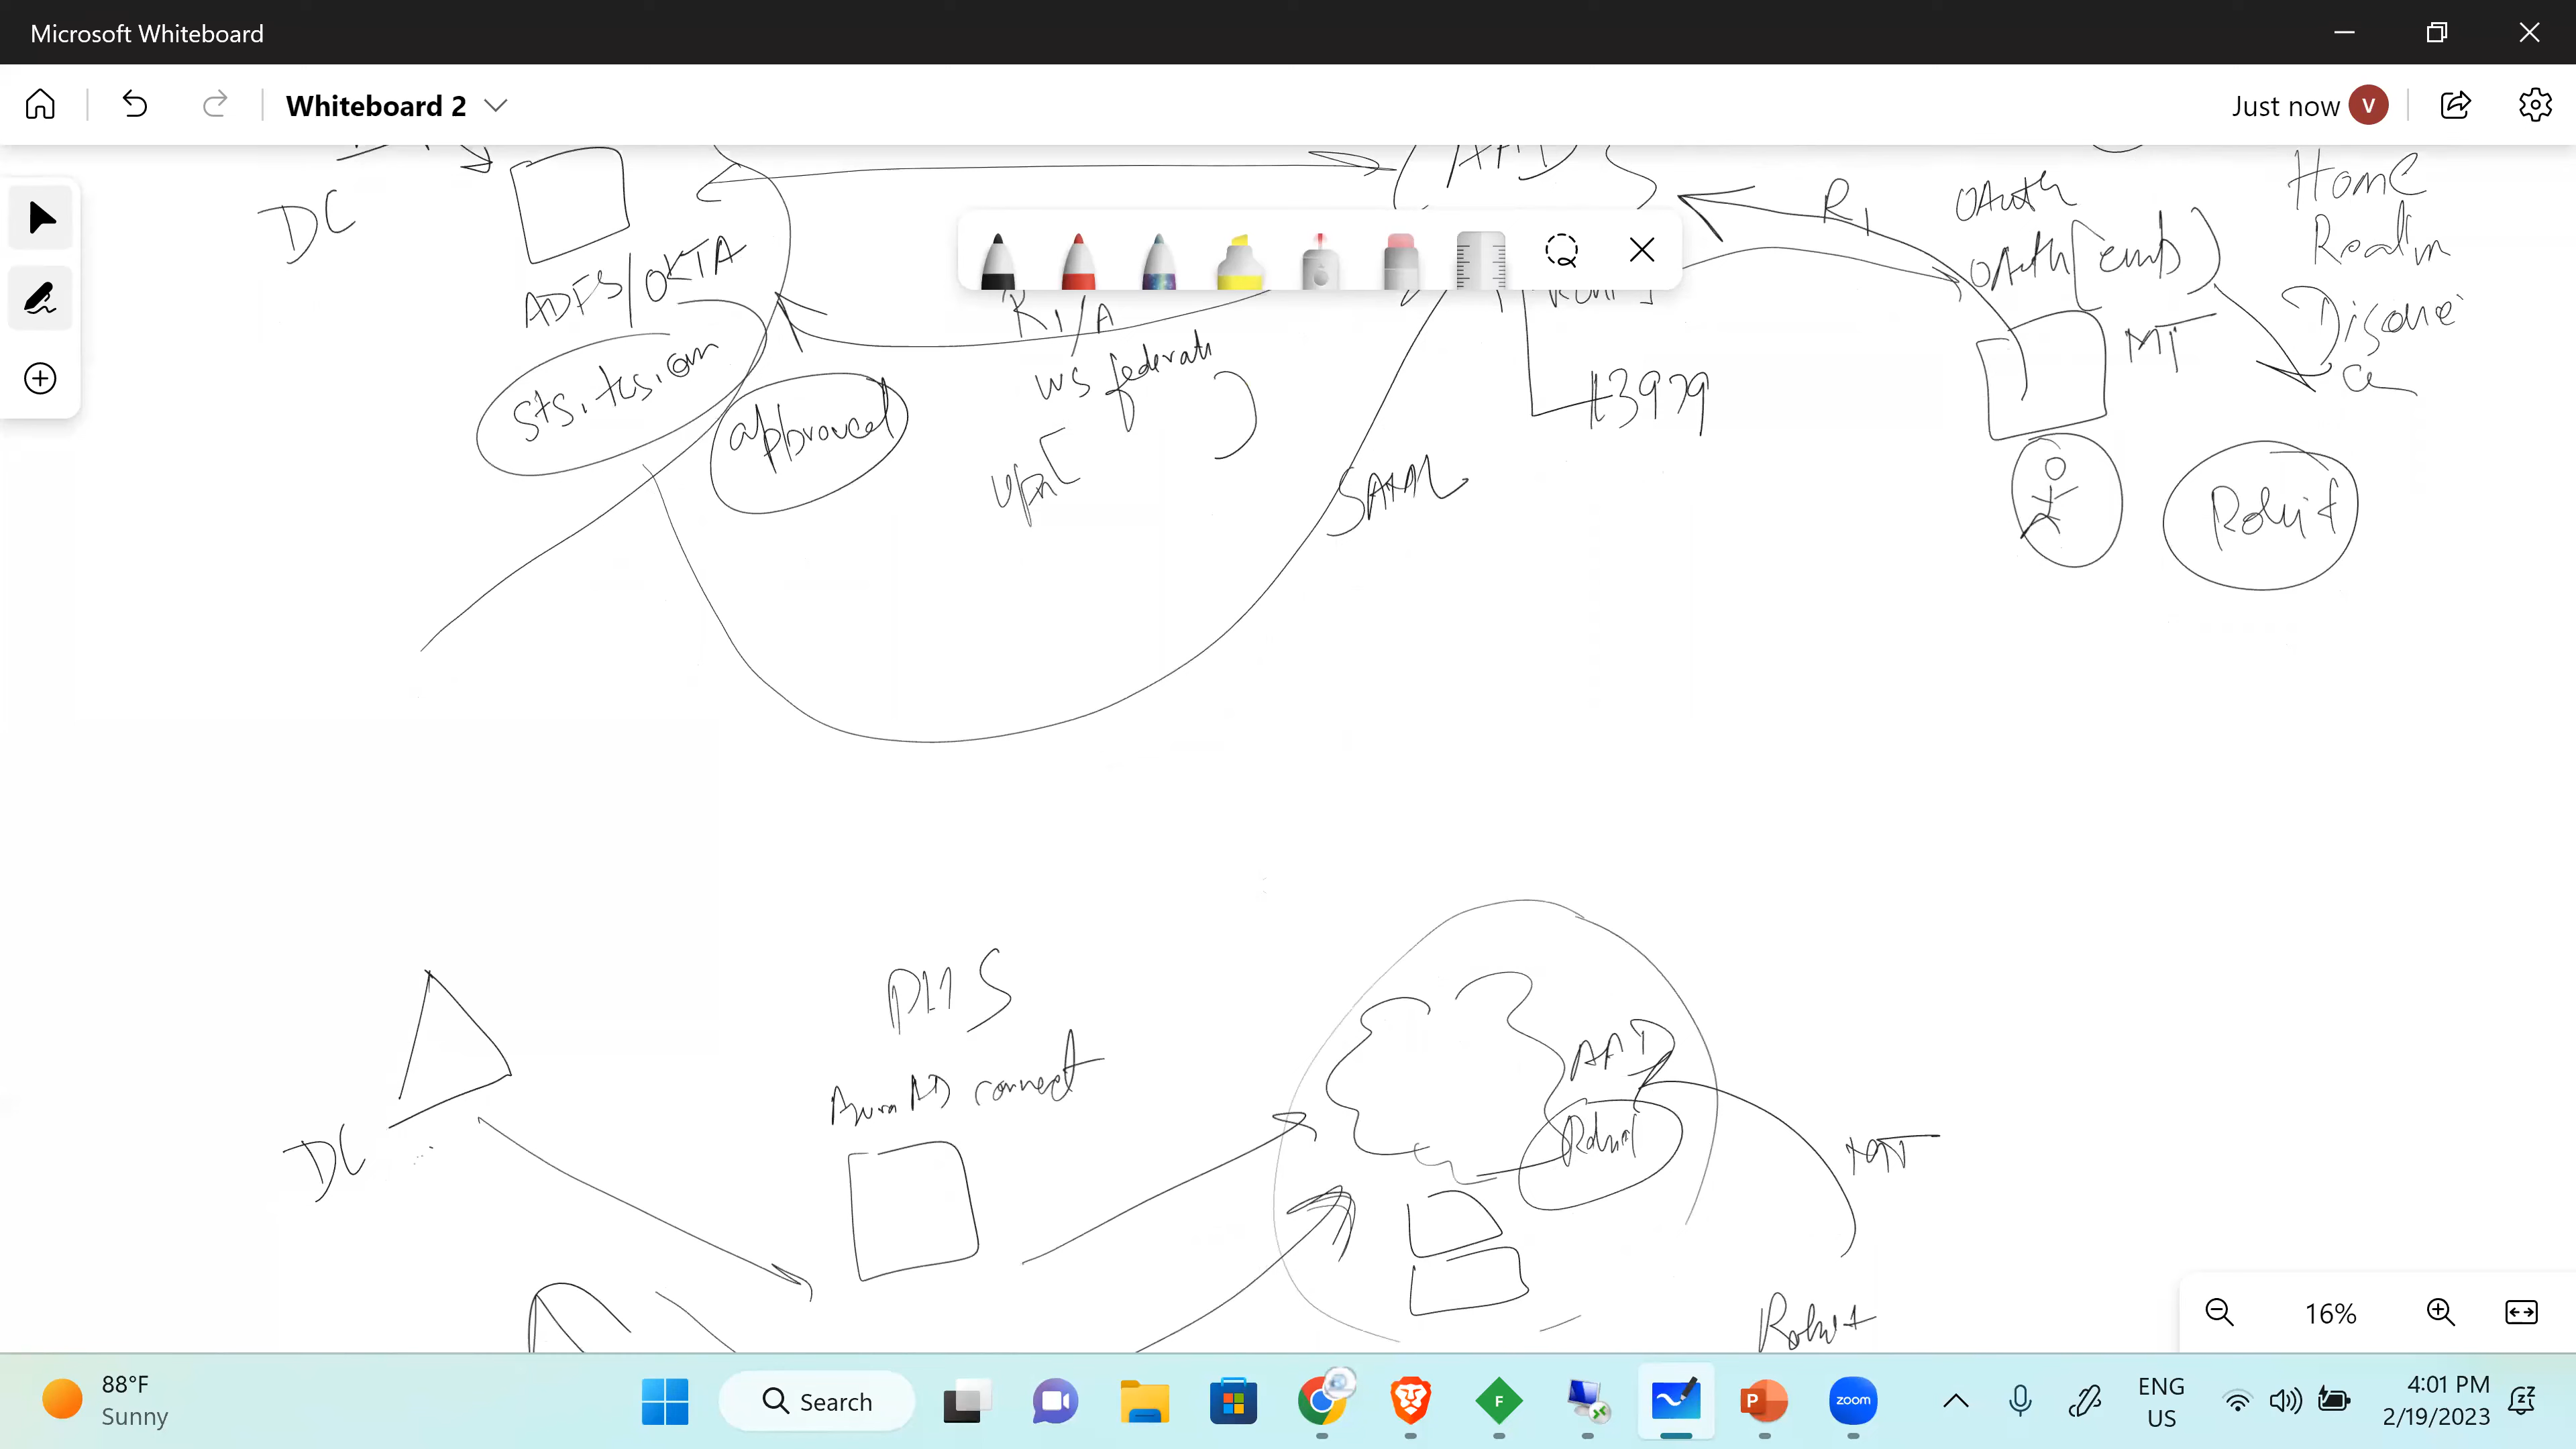 Microsoft Whiteboard
Whiteboard 2
Just now
V
DC
ADFS/OKTA
sts.tcs.com
approved
R1/A
ws federati
upn[ ]
SAML
R1
OAuth
OAuth[emb]
MT
Rohit
Home
Realm
PHS
Azure AD connect
DC
AAD
Rohit
Rohit
16%
88°F
Sunny
Search
zoom
ENG
US
4:01 PM
2/19/2023